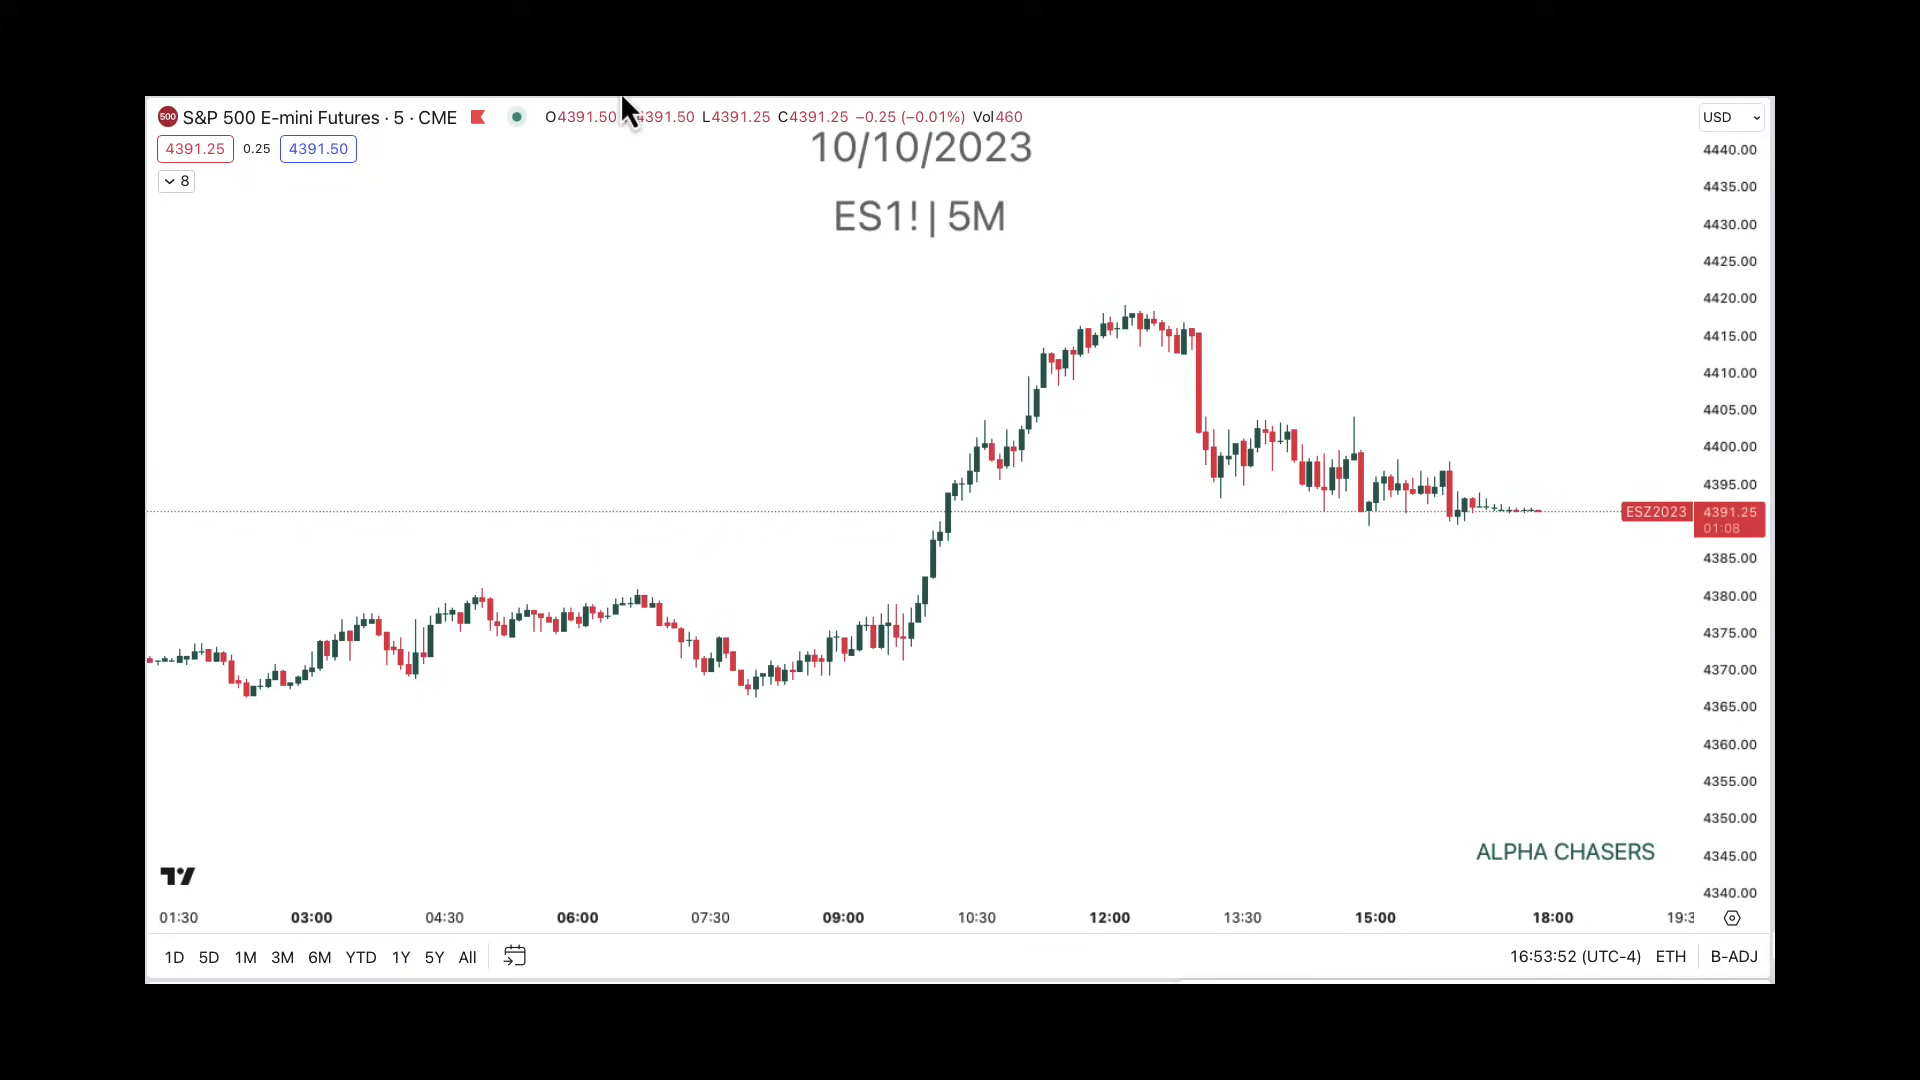 500 S&P 500 E-mini Futures · 5 · CME O4391.50 4391.50 L4391.25 C4391.25 −0.25 (−0.01%) Vol460
USD
4391.25 0.25 4391.50
8
10/10/2023
ES1! | 5M
4440.00
4435.00
4430.00
4425.00
4420.00
4415.00
4410.00
4405.00
4400.00
4395.00
ESZ2023 4391.25
01:08
4385.00
4380.00
4375.00
4370.00
4365.00
4360.00
4355.00
4350.00
4345.00
4340.00
ALPHA CHASERS
01:30 03:00 04:30 06:00 07:30 09:00 10:30 12:00 13:30 15:00 18:00 19:3
1D 5D 1M 3M 6M YTD 1Y 5Y All 16:53:52 (UTC-4) ETH B-ADJ